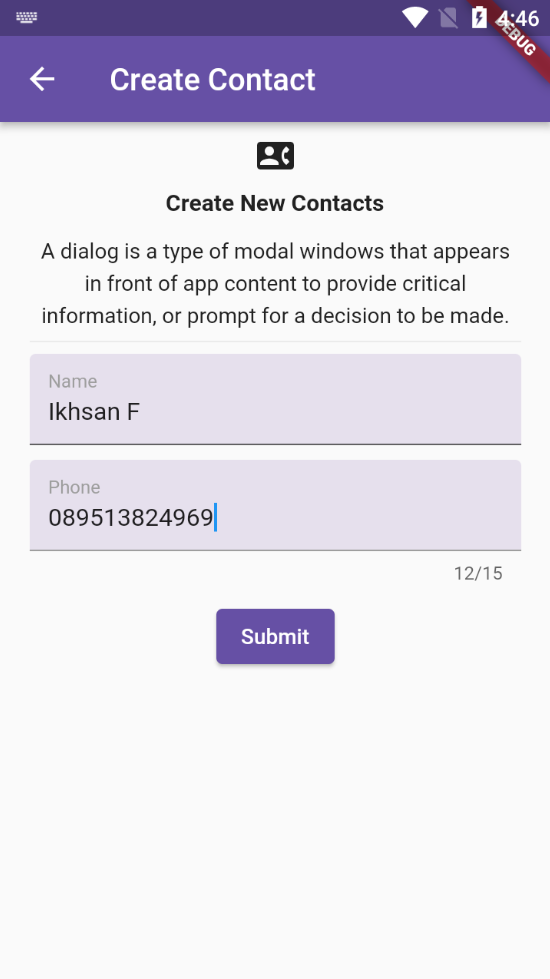 4:46
DEBUG
Create Contact
Create New Contacts
A dialog is a type of modal windows that appears
in front of app content to provide critical
information, or prompt for a decision to be made.
Name
Ikhsan F
Phone
089513824969
12/15
Submit